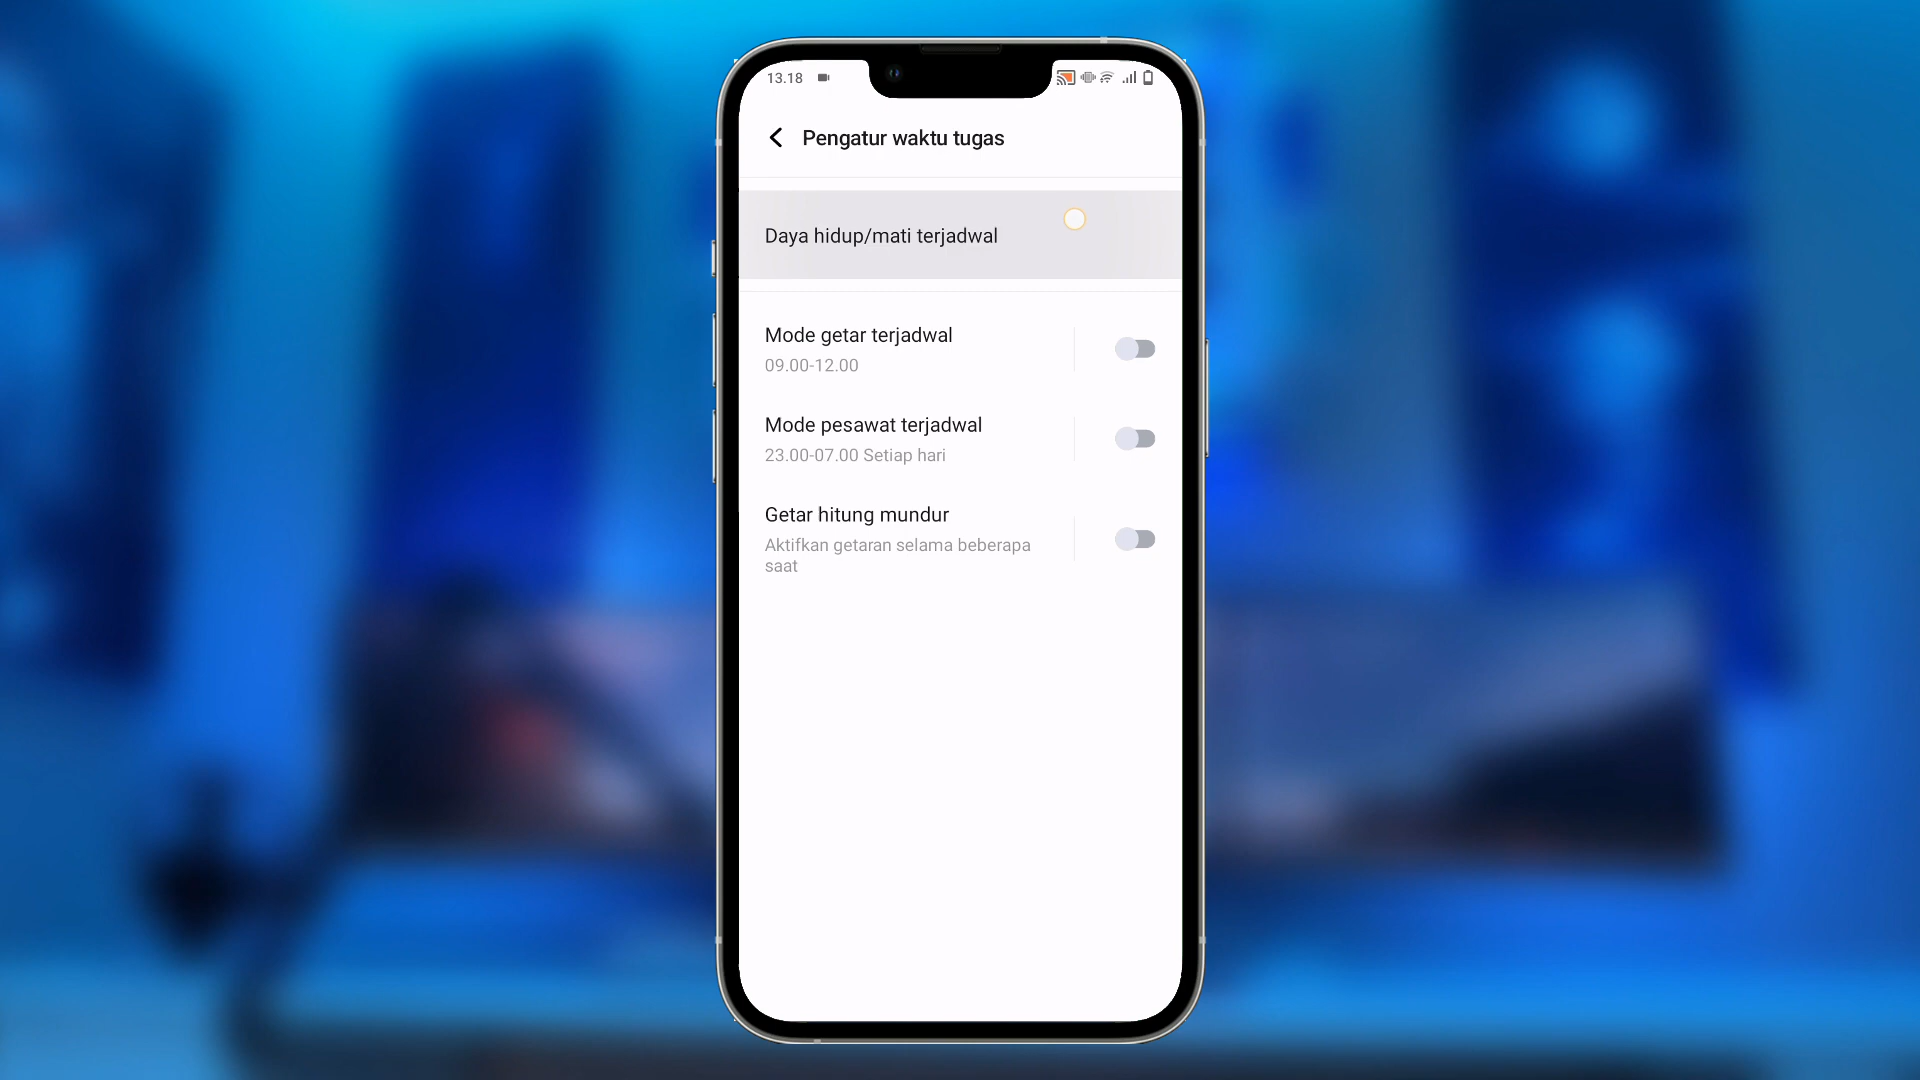 13.18
Pengatur waktu tugas
Daya hidup/mati terjadwal
Mode getar terjadwal
09.00-12.00
Mode pesawat terjadwal
23.00-07.00 Setiap hari
Getar hitung mundur
Aktifkan getaran selama beberapa
saat